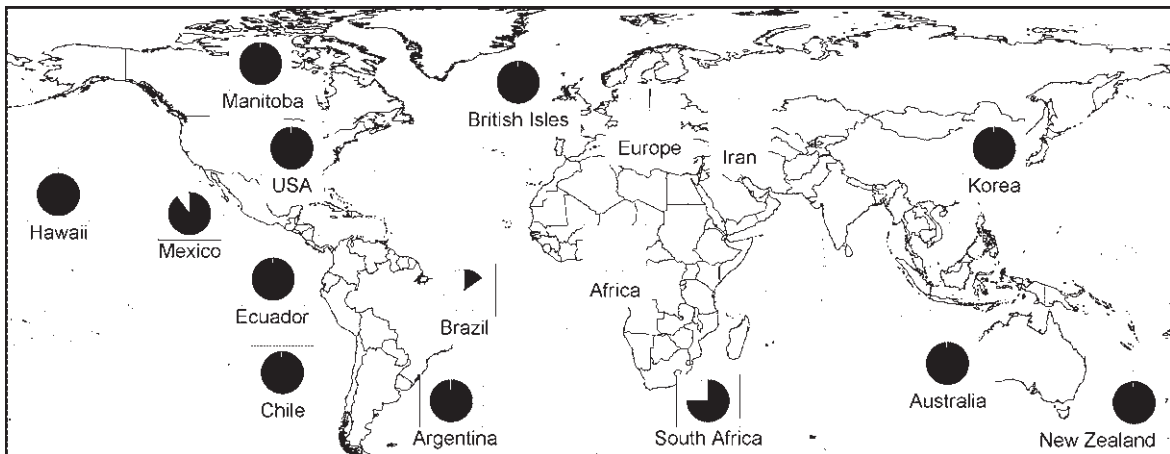 Manitoba
British Isles
USA
Europe
Iran
Korea
Hawaii
Mexico
Ecuador
Brazil
Africa
Chile
Argentina
South Africa
Australia
New Zealand